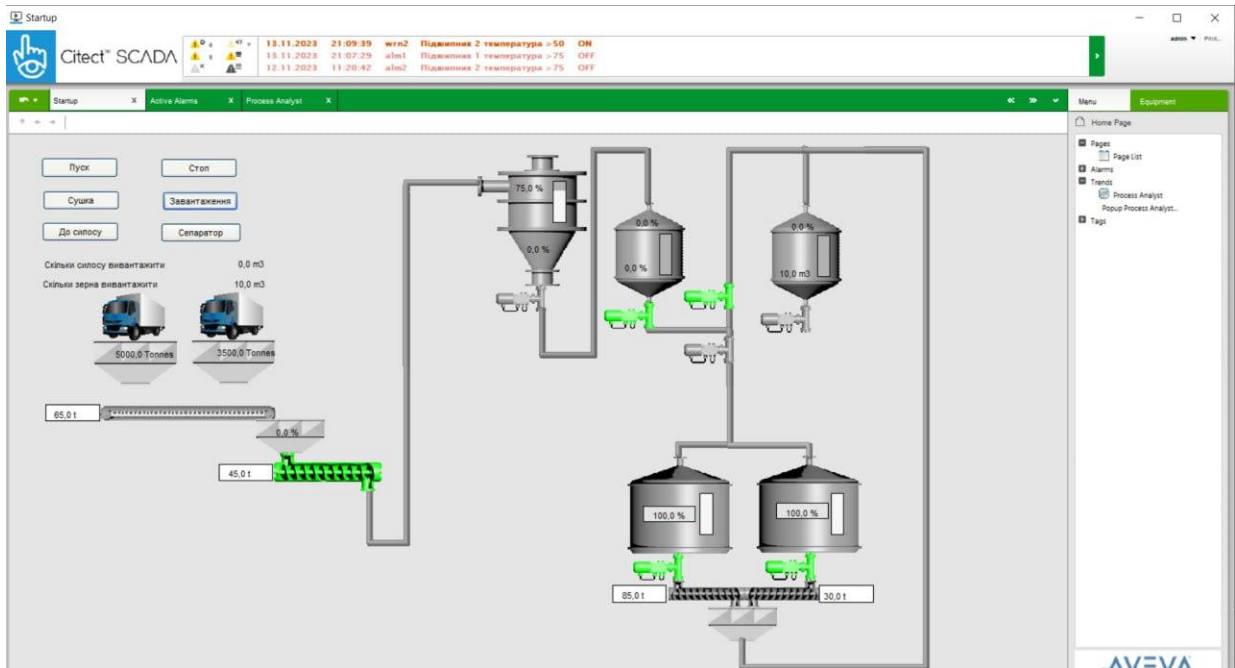 Startup
Citect™ SCADA
13.11.2023 21:09:39 wrn2 Підшипник 2 температура >50 ON
13.11.2023 21:07:29 alm1 Підшипник 1 температура >75 OFF
12.11.2023 11:20:42 alm2 Підшипник 2 температура >75 OFF
admin
Startup X Active Alarms X Process Analyst X
Menu Equipment
Home Page
Pages
Page List
Alarms
Trends
Process Analyst
Popup Process Analyst...
Tags
Пуск Стоп
Сушка Завантаження
До силосу Сепаратор
Скільки силосу вивантажити 0,0 m3
Скільки зерна вивантажити 10,0 m3
5000,0 Tonnes 3500,0 Tonnes
65,0 t
0,0 %
45,0 t
75,0 %
0,0 %
0,0 %
0,0 %
0,0 %
10,0 m3
100,0 % 100,0 %
85,0 t 30,0 t
AVEVA